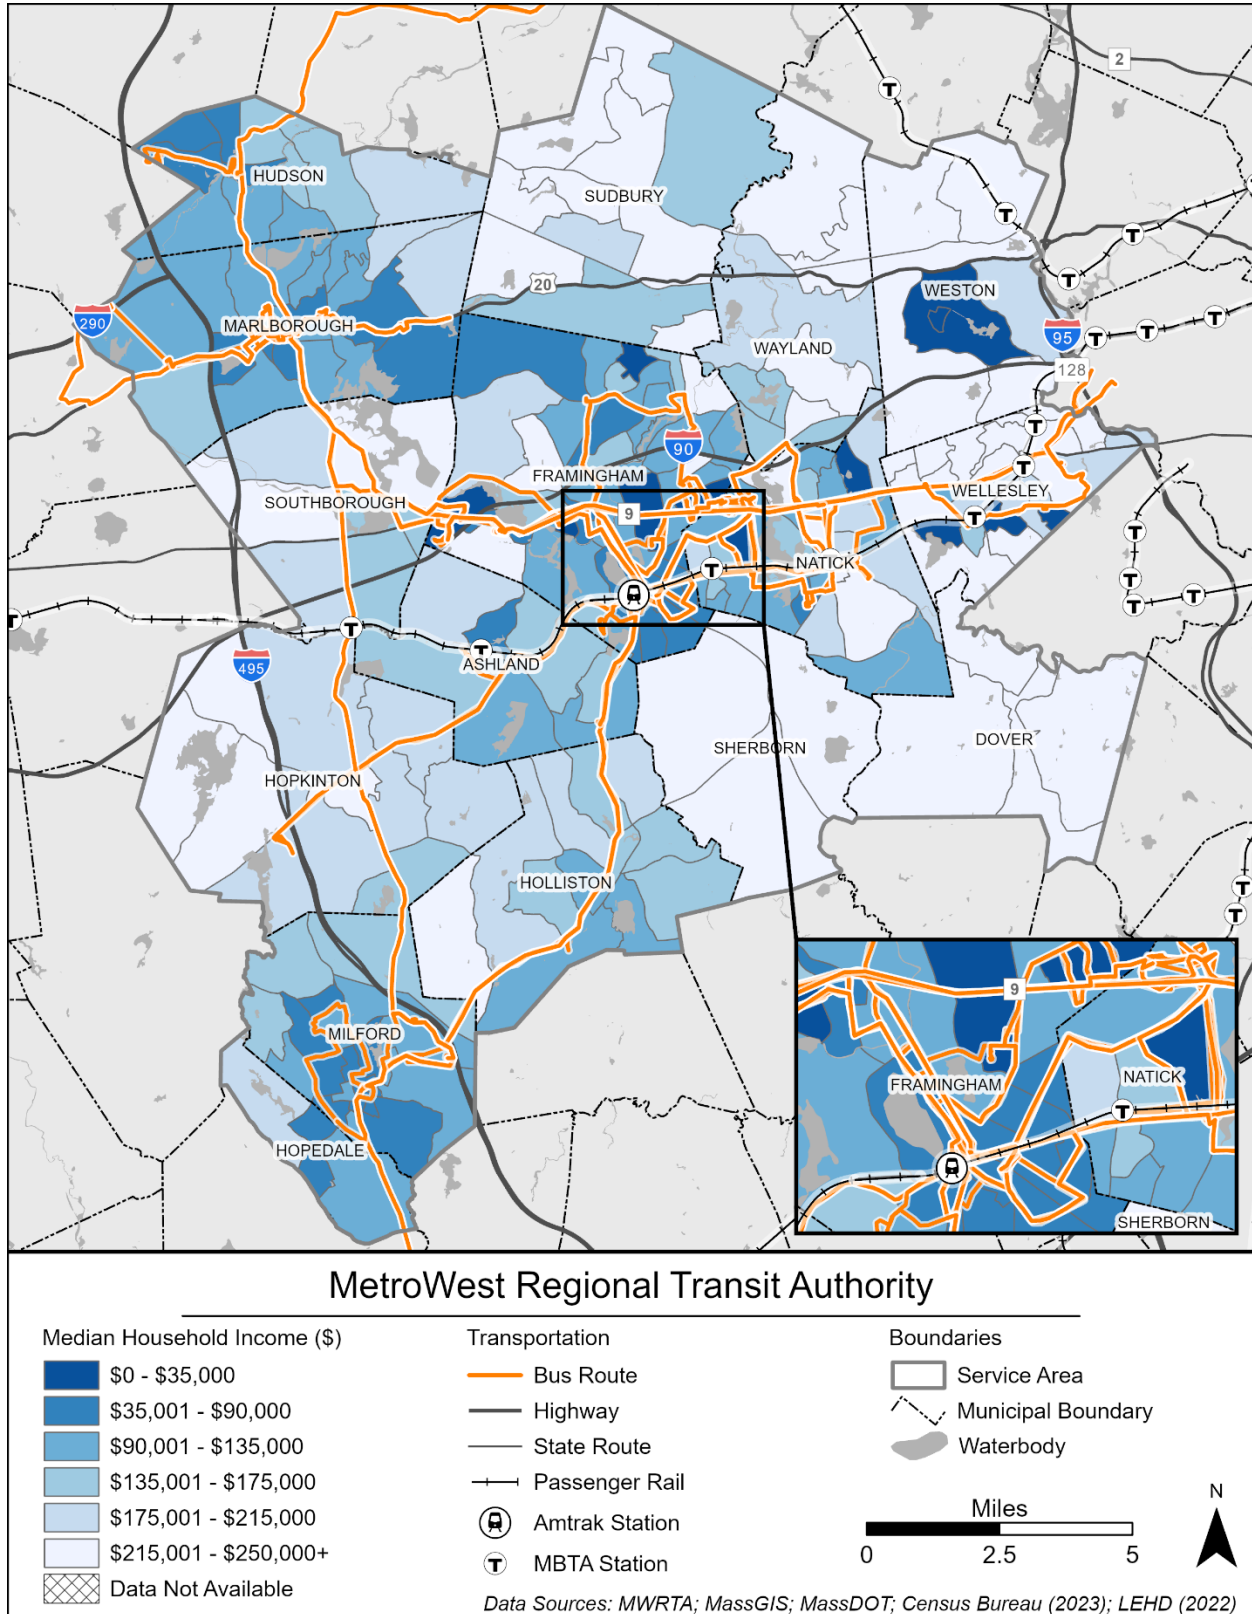 2
HUDSON
SUDBURY
20
WESTON
290
MARLBOROUGH
95
WAYLAND
128
90
FRAMINGHAM
SOUTHBOROUGH
9
WELLESLEY
NATICK
495
ASHLAND
SHERBORN
DOVER
HOPKINTON
HOLLISTON
MILFORD
HOPEDALE
9
FRAMINGHAM
NATICK
SHERBORN
MetroWest Regional Transit Authority
Median Household Income ($)
$0 - $35,000
$35,001 - $90,000
$90,001 - $135,000
$135,001 - $175,000
$175,001 - $215,000
$215,001 - $250,000+
Data Not Available
Transportation
Bus Route
Highway
State Route
Passenger Rail
Amtrak Station
T MBTA Station
Boundaries
Service Area
Municipal Boundary
Waterbody
Miles
0 2.5 5
N
Data Sources: MWRTA; MassGIS; MassDOT; Census Bureau (2023); LEHD (2022)